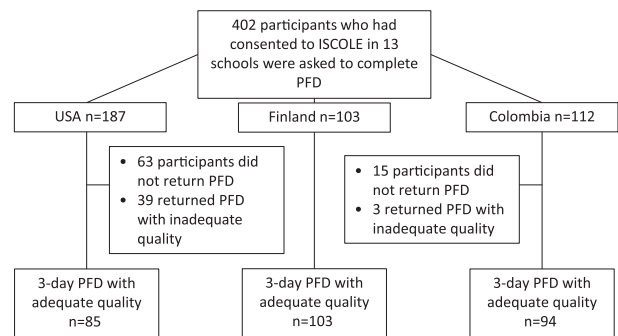 402 participants who had
consented to ISCOLE in 13
schools were asked to complete
PFD
USA n=187
Finland n=103
Colombia n=112
• 63 participants did
not return PFD
• 39 returned PFD
with inadequate
quality
• 15 participants did
not return PFD
• 3 returned PFD with
inadequate quality
3-day PFD with
adequate quality
n=85
3-day PFD with
adequate quality
n=103
3-day PFD with
adequate quality
n=94